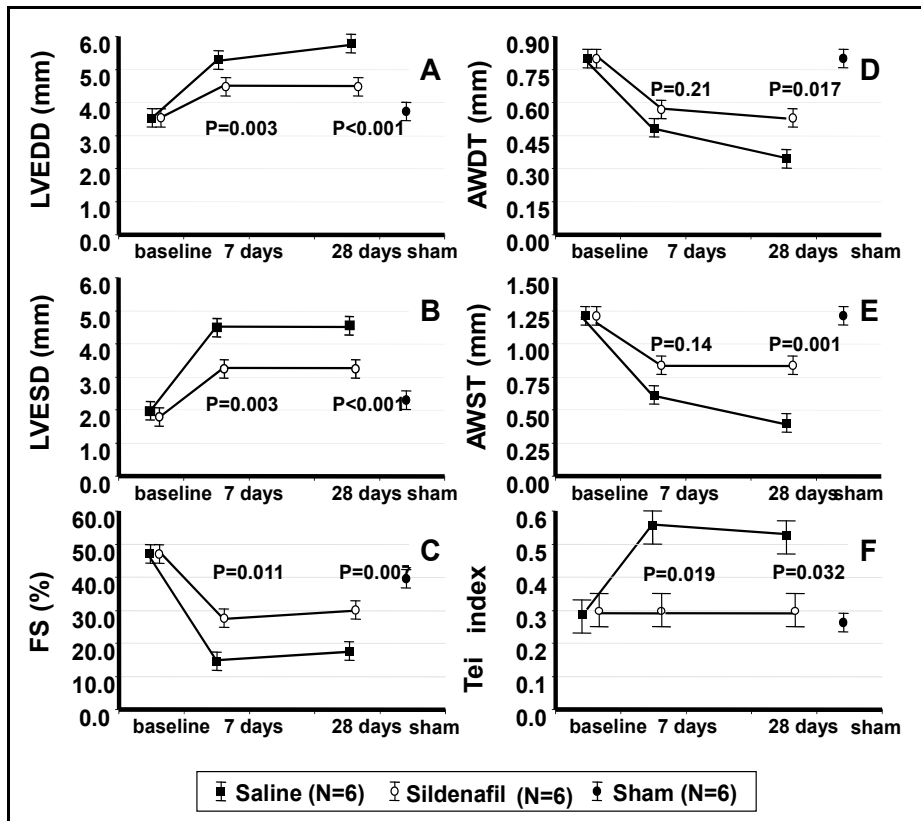 A
LVEDD (mm)
6.0
5.0
4.0
3.0
2.0
1.0
0.0
P=0.003
P<0.001
baseline 7 days 28 days sham
D
AWDT (mm)
0.90
0.75
0.60
0.45
0.30
0.15
0.00
P=0.21
P=0.017
baseline 7 days 28 days sham
B
LVESD (mm)
6.0
5.0
4.0
3.0
2.0
1.0
0.0
P=0.003
P<0.001
baseline 7 days 28 days sham
E
AWST (mm)
1.50
1.25
1.00
0.75
0.50
0.25
0.00
P=0.14
P=0.001
baseline 7 days 28 days sham
C
FS (%)
60.0
50.0
40.0
30.0
20.0
10.0
0.0
P=0.011
P=0.007
baseline 7 days 28 days sham
F
Tei index
0.6
0.5
0.4
0.3
0.2
0.1
0.0
P=0.019
P=0.032
baseline 7 days 28 days sham
Saline (N=6) Sildenafil (N=6) Sham (N=6)